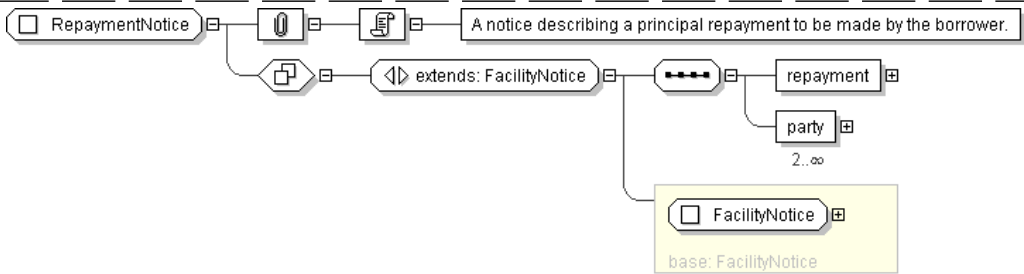 RepaymentNotice
A notice describing a principal repayment to be made by the borrower.
extends: FacilityNotice
repayment
party
2..∞
FacilityNotice
base: FacilityNotice